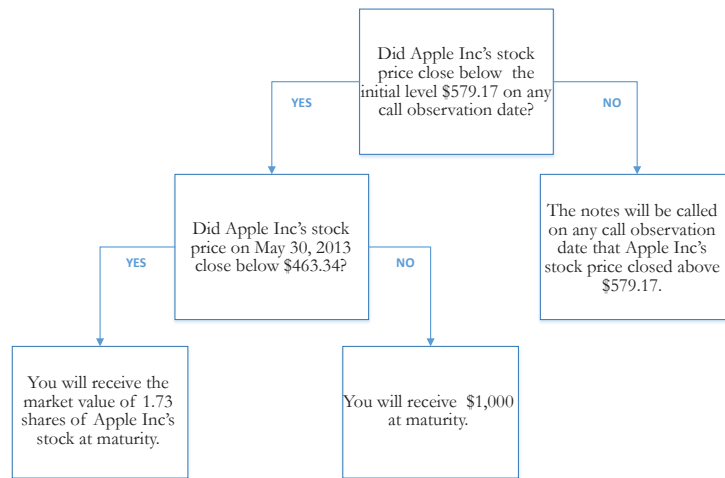 Did Apple Inc's stock
price close below the
initial level $579.17 on any
call observation date?
YES
NO
Did Apple Inc's stock
price on May 30, 2013
close below $463.34?
The notes will be called
on any call observation
date that Apple Inc's
stock price closed above
$579.17.
YES
NO
You will receive the
market value of 1.73
shares of Apple Inc's
stock at maturity.
You will receive $1,000
at maturity.